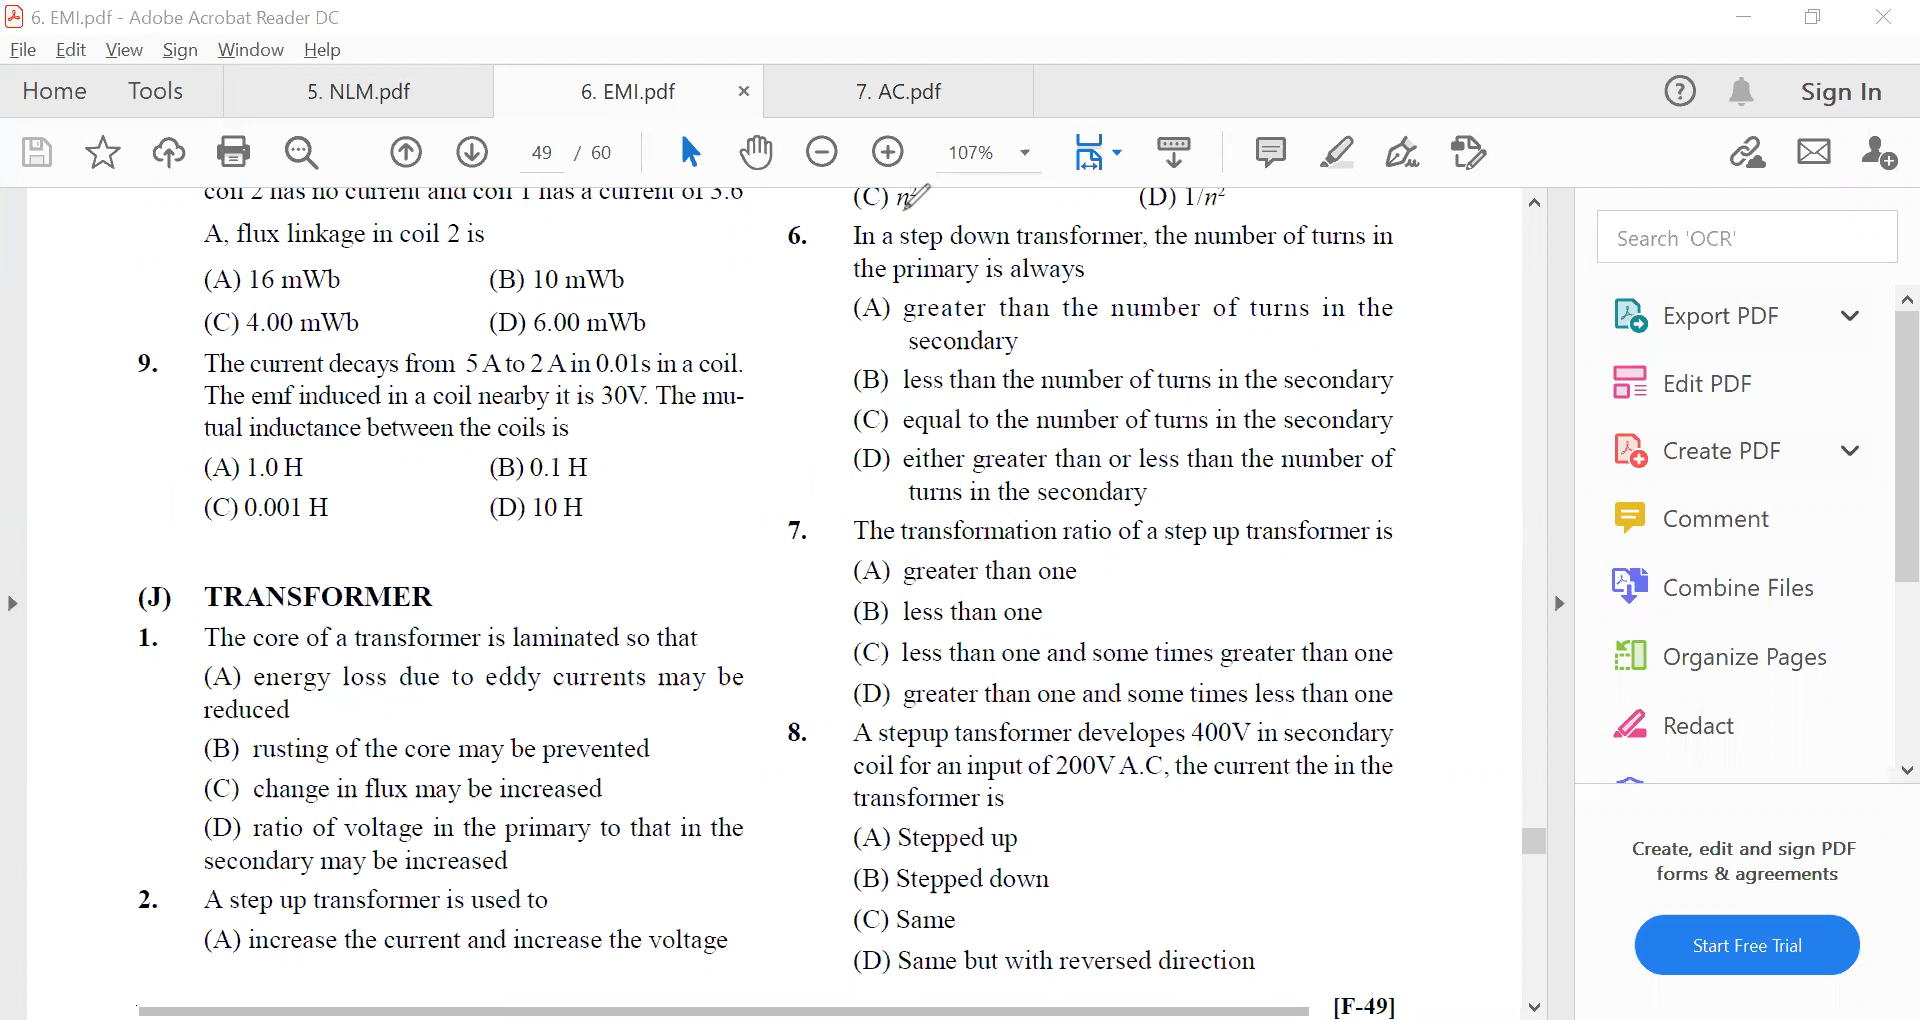 6. EMI.pdf - Adobe Acrobat Reader DC
File Edit View Sign Window Help
Home Tools 5. NLM.pdf 6. EMI.pdf × 7. AC.pdf ? Sign In
49 / 60 107%
coil 2 has no current and coil 1 has a current of 3.6
A, flux linkage in coil 2 is
(A) 16 mWb (B) 10 mWb
(C) 4.00 mWb (D) 6.00 mWb
9. The current decays from 5 A to 2 A in 0.01s in a coil.
The emf induced in a coil nearby it is 30V. The mu-
tual inductance between the coils is
(A) 1.0 H (B) 0.1 H
(C) 0.001 H (D) 10 H
(J) TRANSFORMER
1. The core of a transformer is laminated so that
(A) energy loss due to eddy currents may be
reduced
(B) rusting of the core may be prevented
(C) change in flux may be increased
(D) ratio of voltage in the primary to that in the
secondary may be increased
2. A step up transformer is used to
(A) increase the current and increase the voltage
(C) n² (D) 1/n²
6. In a step down transformer, the number of turns in
the primary is always
(A) greater than the number of turns in the
secondary
(B) less than the number of turns in the secondary
(C) equal to the number of turns in the secondary
(D) either greater than or less than the number of
turns in the secondary
7. The transformation ratio of a step up transformer is
(A) greater than one
(B) less than one
(C) less than one and some times greater than one
(D) greater than one and some times less than one
8. A stepup tansformer developes 400V in secondary
coil for an input of 200V A.C, the current the in the
transformer is
(A) Stepped up
(B) Stepped down
(C) Same
(D) Same but with reversed direction
[F-49]
Search 'OCR'
Export PDF
Edit PDF
Create PDF
Comment
Combine Files
Organize Pages
Redact
Create, edit and sign PDF
forms & agreements
Start Free Trial